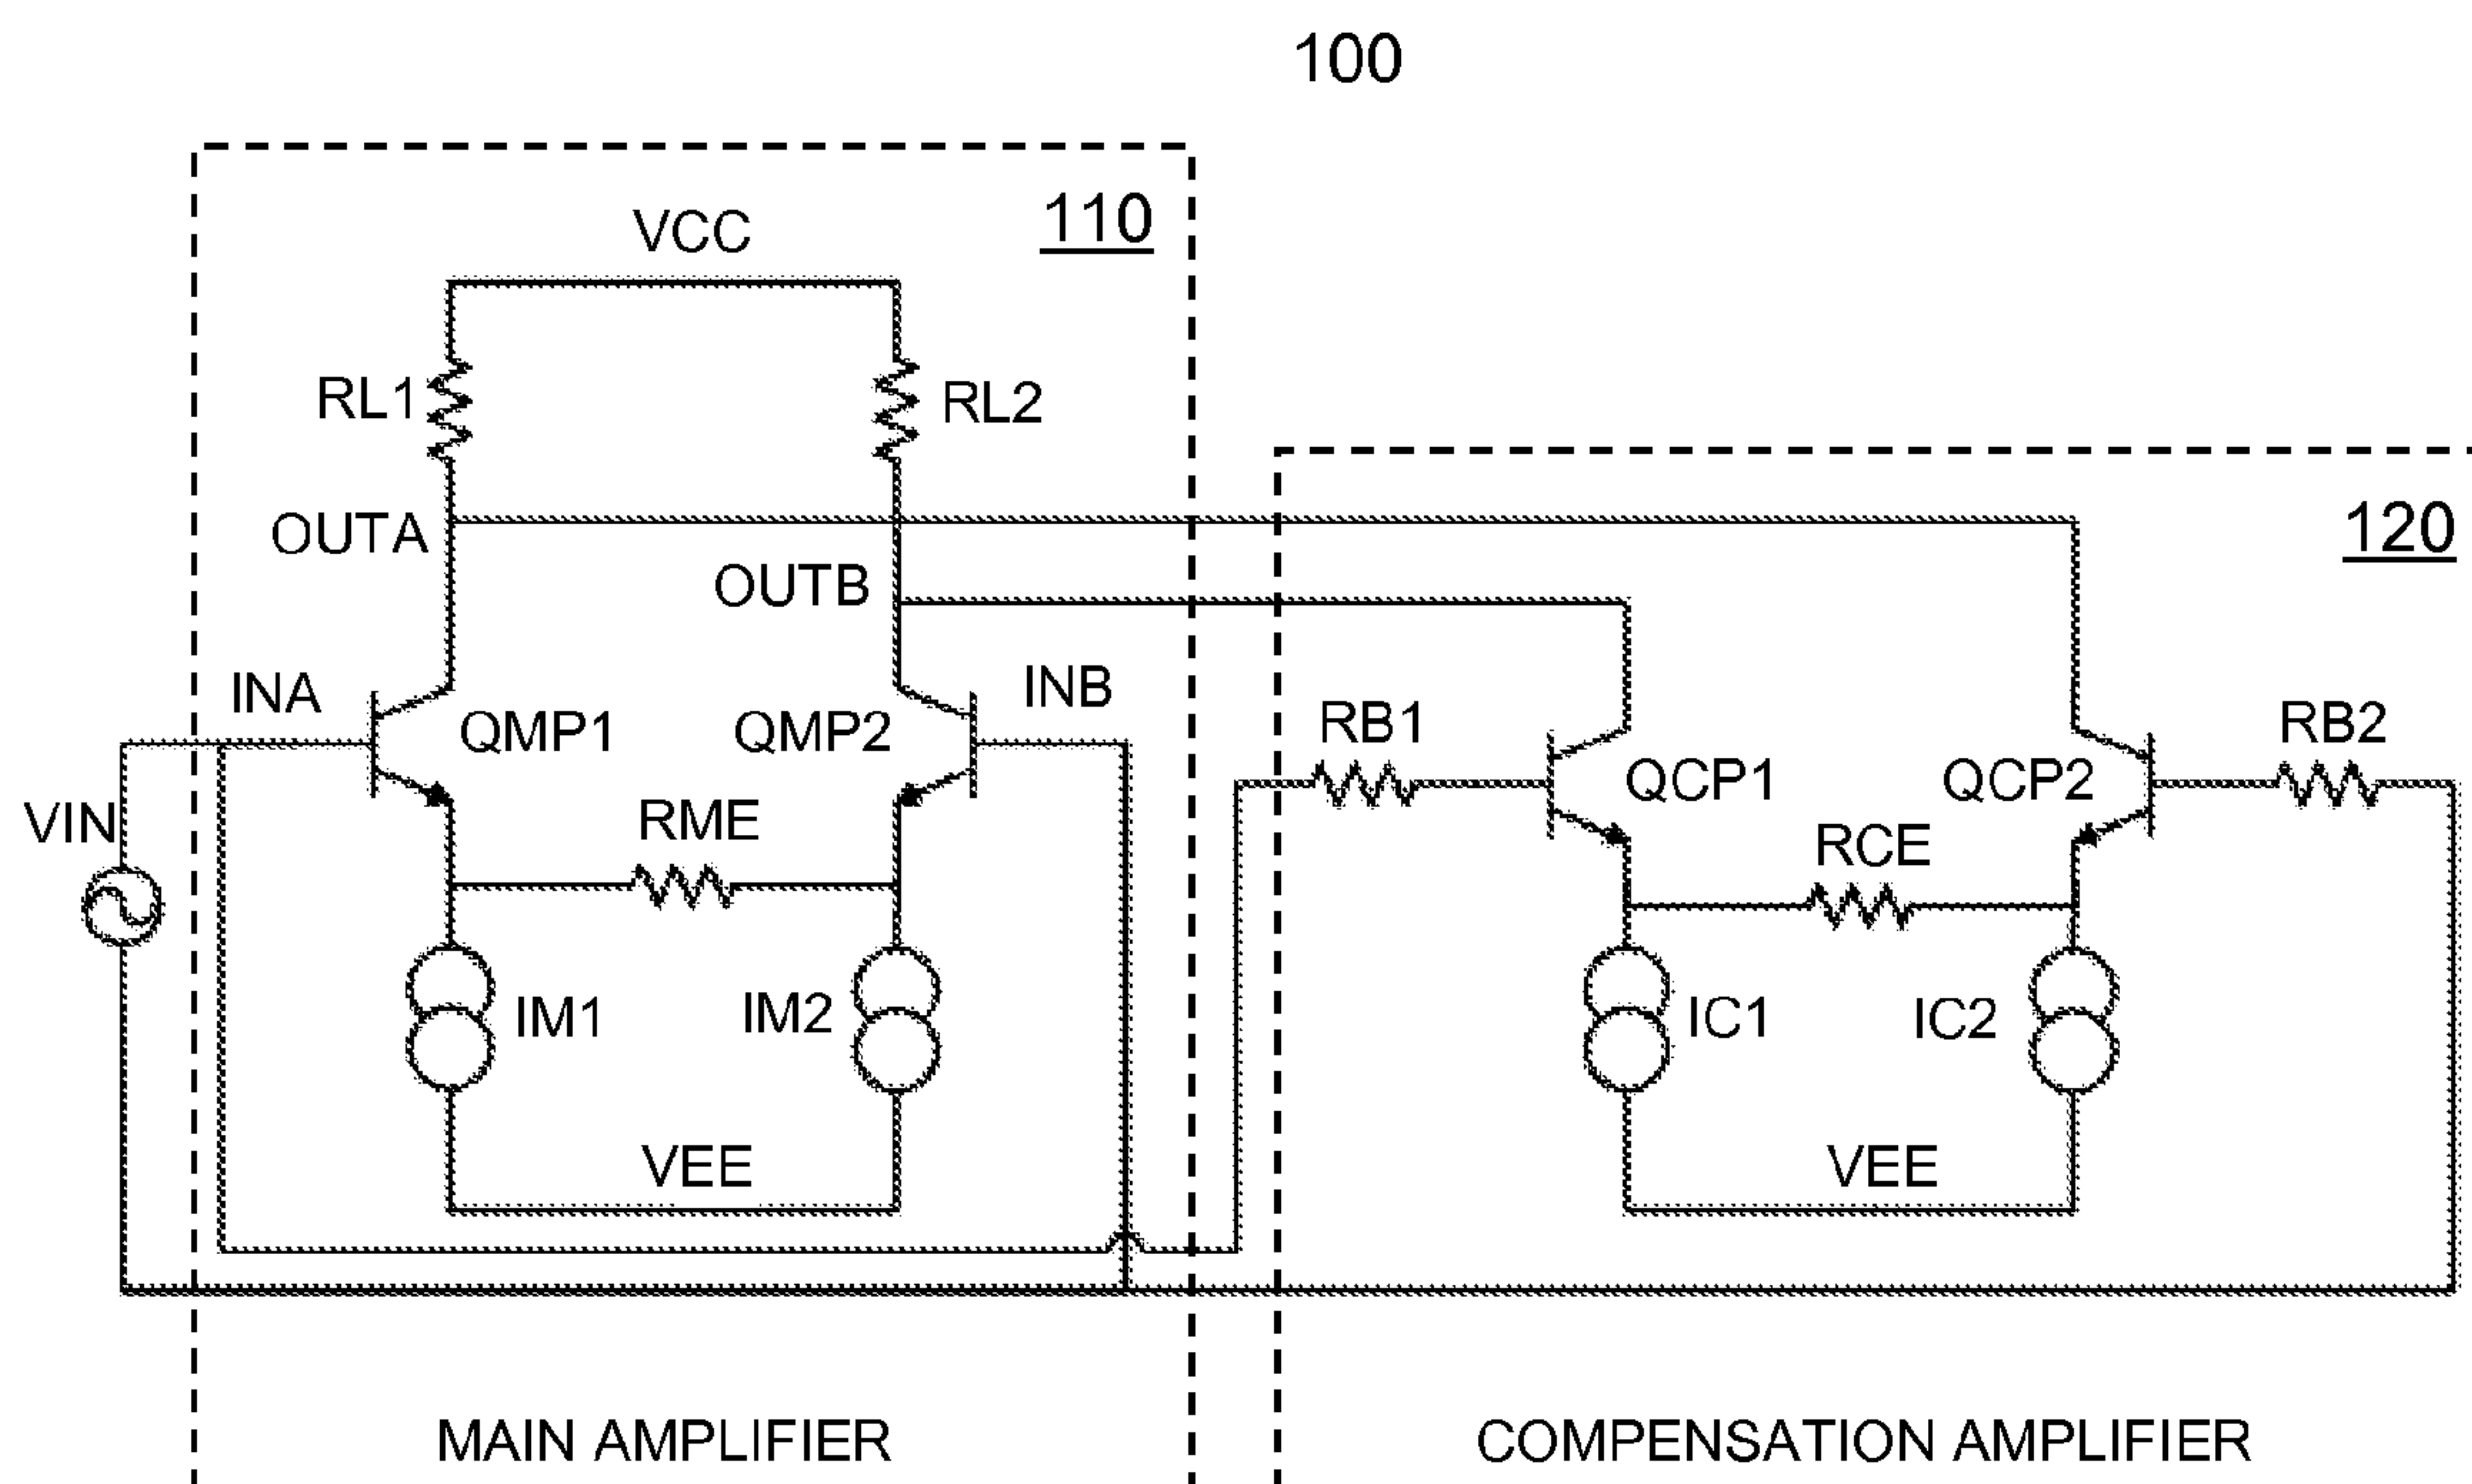 100
110
VCC
RL1
RL2
120
OUTA
OUTB
INA
INB
QMP1
QMP2
RB1
RB2
QCP1
QCP2
VIN
RME
RCE
IM1
IM2
IC1
IC2
VEE
VEE
MAIN AMPLIFIER
COMPENSATION AMPLIFIER